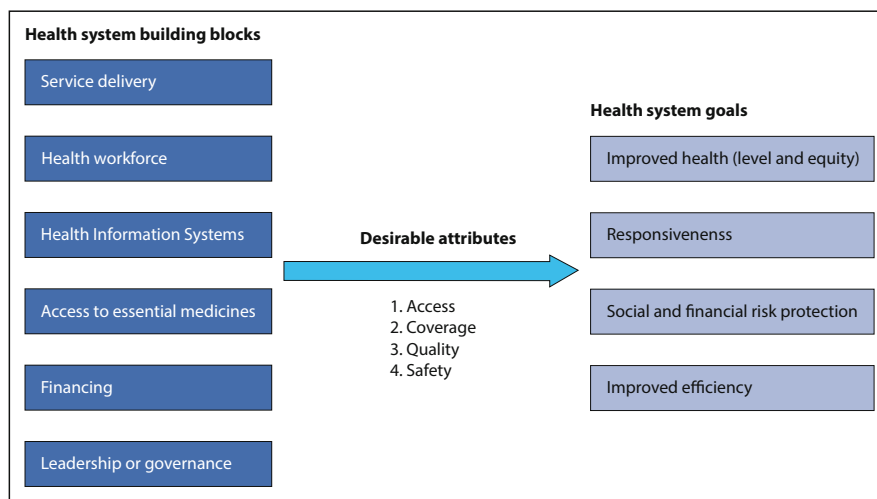 Health system building blocks
Service delivery
Health workforce
Health Information Systems
Access to essential medicines
Financing
Leadership or governance
Desirable attributes
1. Access
2. Coverage
3. Quality
4. Safety
Health system goals
Improved health (level and equity)
Responsivenenss
Social and financial risk protection
Improved efficiency